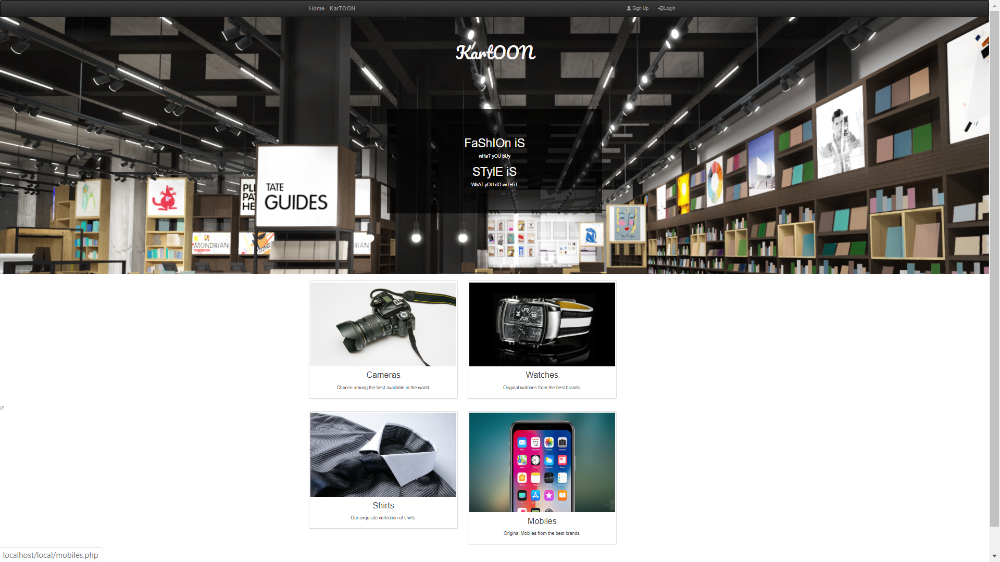 Home KarTOON Sign Up Login
KartOON
FaShIOn iS
wHaT yOU bUy
STylE iS
WhAT yOU dO wiTH iT
TATE
GUIDES
MONDRIAN
Cameras
Choose among the best available in the world.
Watches
Original watches from the best brands.
///
Shirts
Our exquisite collection of shirts.
12
Mobiles
Original Mobiles from the best brands.
localhost/local/mobiles.php